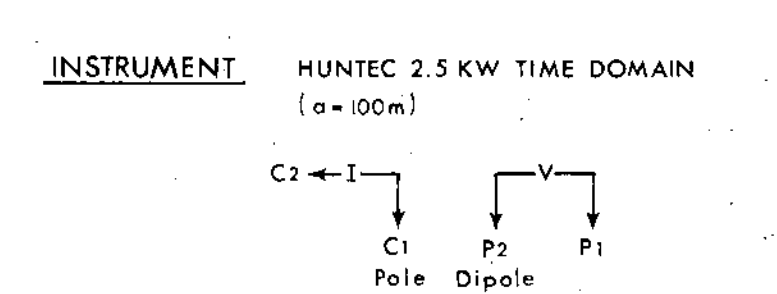 INSTRUMENT HUNTEC 2.5 KW TIME DOMAIN
(a = 100m)
C2 I V
C1 P2 P1
Pole Dipole